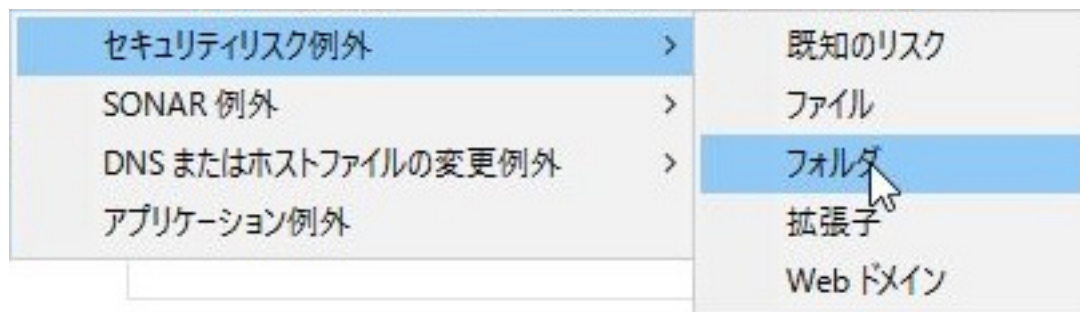 セキュリティリスク例外 >
SONAR 例外 >
DNS またはホストファイルの変更例外 >
アプリケーション例外
既知のリスク
ファイル
フォルダ
拡張子
Web ドメイン